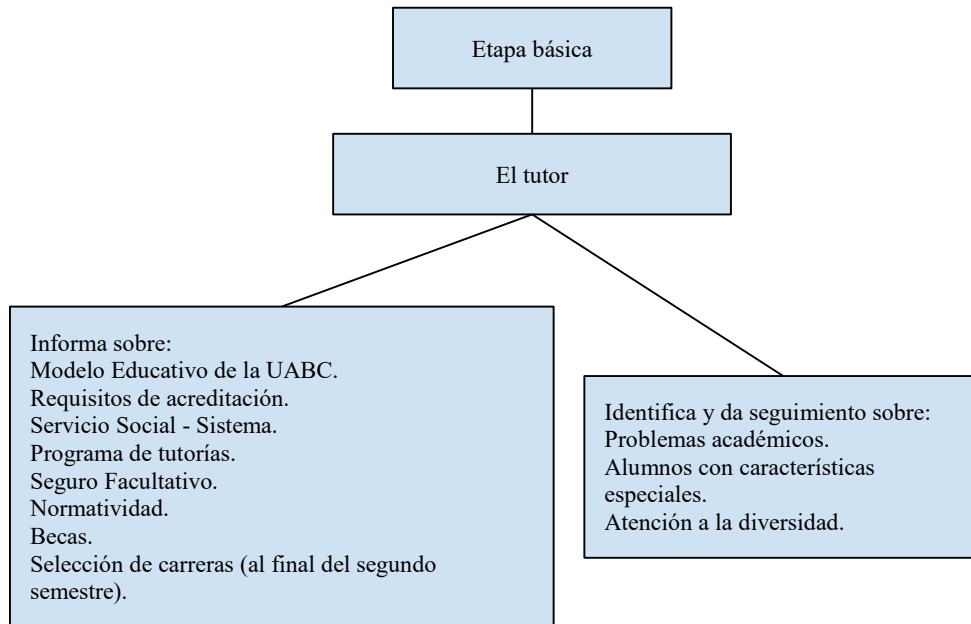 Etapa básica
El tutor
Informa sobre:
Modelo Educativo de la UABC.
Requisitos de acreditación.
Servicio Social - Sistema.
Programa de tutorías.
Seguro Facultativo.
Normatividad.
Becas.
Selección de carreras (al final del segundo
semestre).
Identifica y da seguimiento sobre:
Problemas académicos.
Alumnos con características
especiales.
Atención a la diversidad.